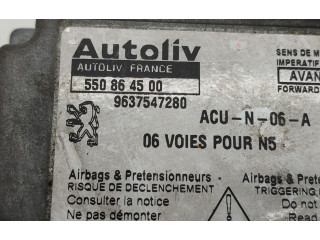 Autoliv
AUTOLIV FRANCE
550 86 45 00
9637547280
SENS DE M
IMPERATIF
AVAN
FORWARD
ACU-N-06-A
06 VOIES POUR N5
Airbags & Pretensionneurs
RISQUE DE DECLENCHEMENT
Consulter la notice
Ne pas démonter
Airbags & Prete
TRIGGERING
Read the
Do not